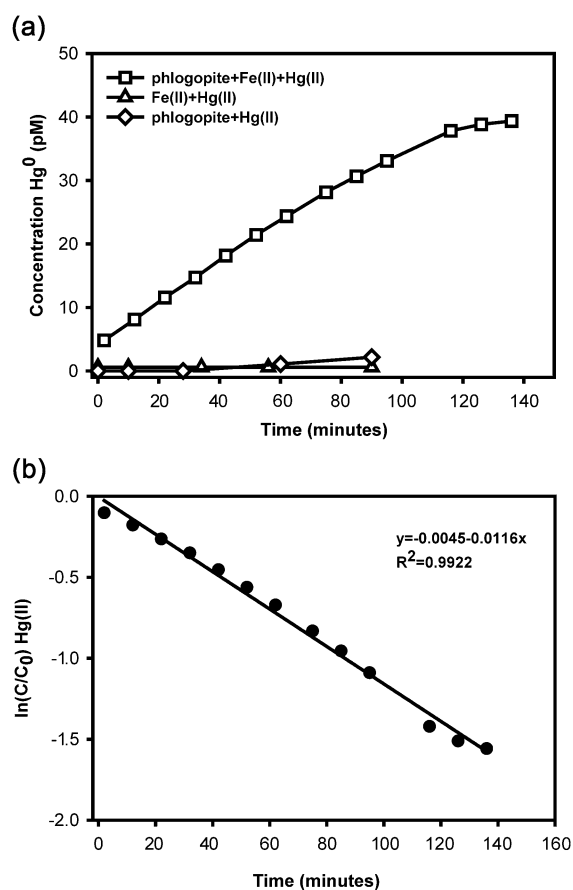 (a)
50
40
30
20
10
0
Concentration Hg⁰ (pM)
phlogopite+Fe(II)+Hg(II)
Fe(II)+Hg(II)
phlogopite+Hg(II)
0 20 40 60 80 100 120 140
Time (minutes)
(b)
0.0
-0.5
-1.0
-1.5
-2.0
ln(C/C₀) Hg(II)
y=-0.0045-0.0116x
R²=0.9922
0 20 40 60 80 100 120 140 160
Time (minutes)